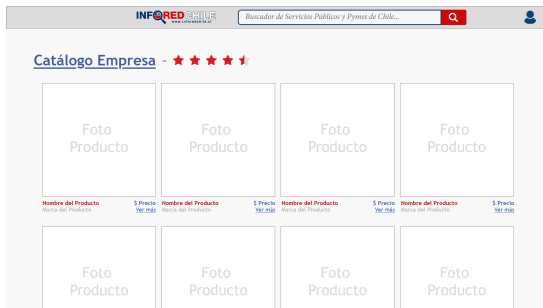 INFOREDCHILE
www.inforedchile.cl
Buscador de Servicios Públicos y Pymes de Chile...
Catálogo Empresa -
Foto Producto
Foto Producto
Foto Producto
Foto Producto
Nombre del Producto $ Precio
Marca del Producto Ver más
Nombre del Producto $ Precio
Marca del Producto Ver más
Nombre del Producto $ Precio
Marca del Producto Ver más
Nombre del Producto $ Precio
Marca del Producto Ver más
Foto Producto
Foto Producto
Foto Producto
Foto Producto